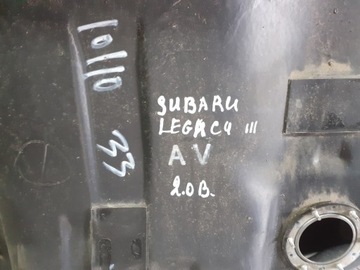 10110
33
SUBARU
LEGACY III
AV
2.0B.